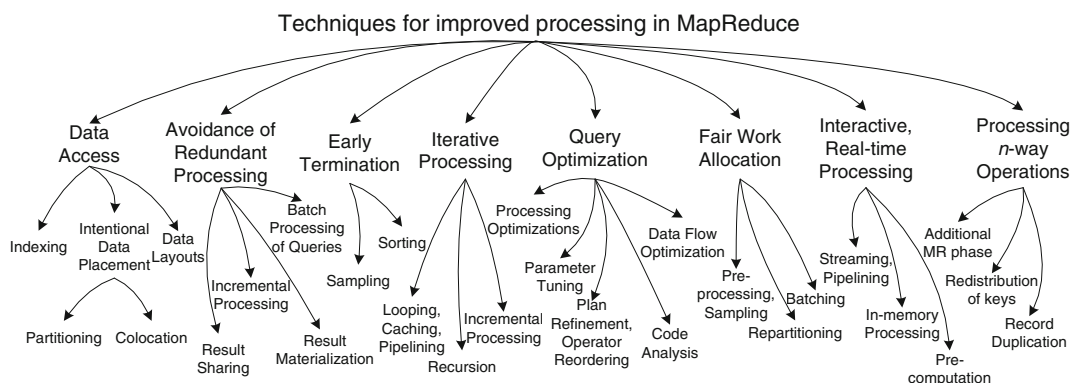 Techniques for improved processing in MapReduce
Data
Access
Avoidance of
Redundant
Processing
Early
Termination
Iterative
Processing
Query
Optimization
Fair Work
Allocation
Interactive,
Real-time
Processing
Processing
n-way
Operations
Indexing
Intentional
Data
Placement
Data
Layouts
Partitioning
Colocation
Result
Sharing
Incremental
Processing
Result
Materialization
Batch
Processing
of Queries
Sampling
Sorting
Looping,
Caching,
Pipelining
Recursion
Incremental
Processing
Processing
Optimizations
Parameter
Tuning
Plan
Refinement,
Operator
Reordering
Code
Analysis
Data Flow
Optimization
Pre-
processing,
Sampling
Repartitioning
Batching
Streaming,
Pipelining
In-memory
Processing
Pre-
computation
Additional
MR phase
Redistribution
of keys
Record
Duplication